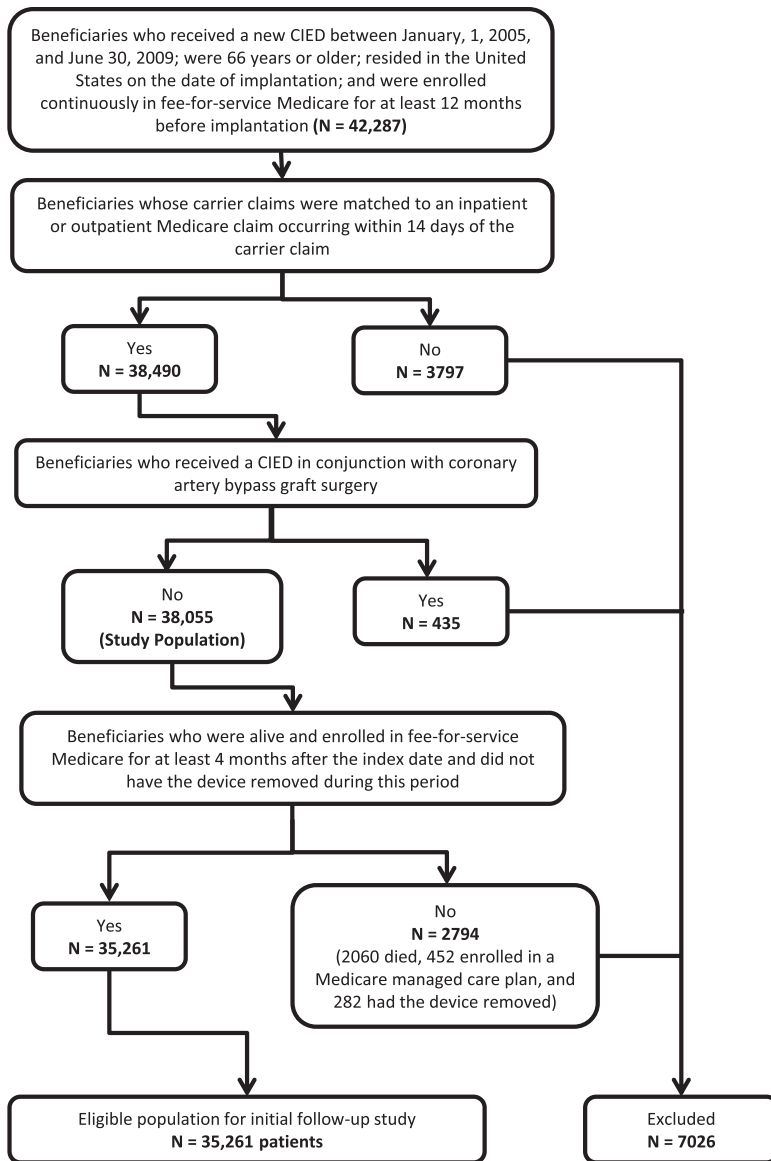 Beneficiaries who received a new CIED between January, 1, 2005,
and June 30, 2009; were 66 years or older; resided in the United
States on the date of implantation; and were enrolled
continuously in fee-for-service Medicare for at least 12 months
before implantation (N = 42,287)
Beneficiaries whose carrier claims were matched to an inpatient
or outpatient Medicare claim occurring within 14 days of the
carrier claim
Yes
N = 38,490
No
N = 3797
Beneficiaries who received a CIED in conjunction with coronary
artery bypass graft surgery
No
N = 38,055
(Study Population)
Yes
N = 435
Beneficiaries who were alive and enrolled in fee-for-service
Medicare for at least 4 months after the index date and did not
have the device removed during this period
Yes
N = 35,261
No
N = 2794
(2060 died, 452 enrolled in a
Medicare managed care plan, and
282 had the device removed)
Eligible population for initial follow-up study
N = 35,261 patients
Excluded
N = 7026